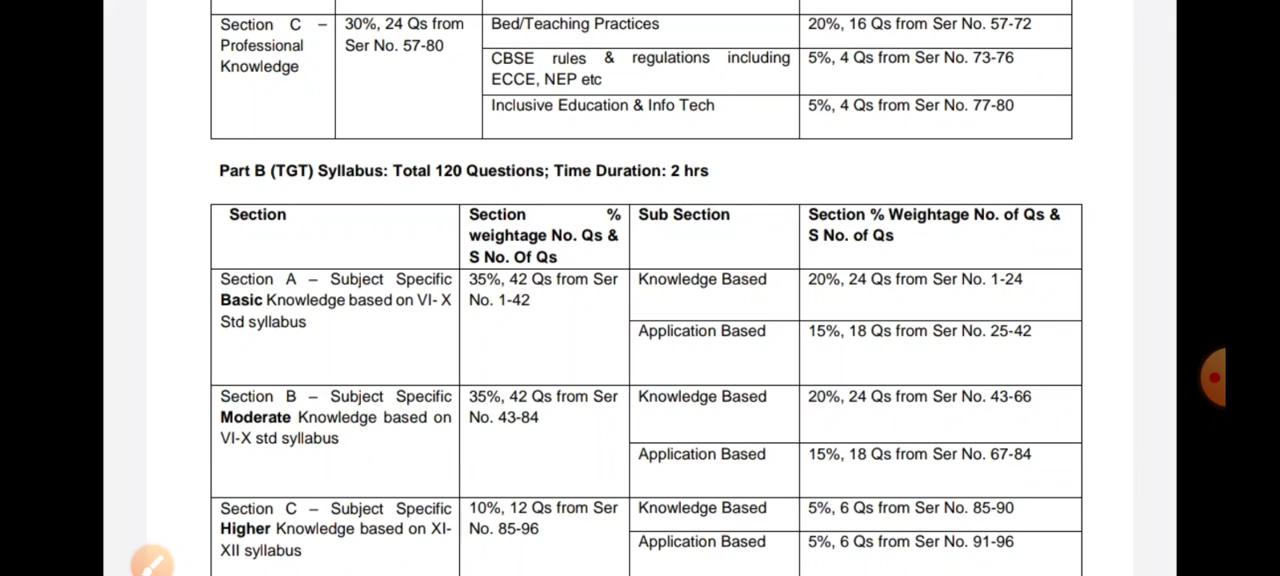 Section C – 30%, 24 Qs from Bed/Teaching Practices 20%, 16 Qs from Ser No. 57-72
Professional Ser No. 57-80
Knowledge
CBSE rules & regulations including 5%, 4 Qs from Ser No. 73-76
ECCE, NEP etc
Inclusive Education & Info Tech 5%, 4 Qs from Ser No. 77-80
Part B (TGT) Syllabus: Total 120 Questions; Time Duration: 2 hrs
Section Section % Sub Section Section % Weightage No. of Qs &
weightage No. Qs & S No. of Qs
S No. Of Qs
Section A – Subject Specific 35%, 42 Qs from Ser Knowledge Based 20%, 24 Qs from Ser No. 1-24
Basic Knowledge based on VI- X No. 1-42
Std syllabus
Application Based 15%, 18 Qs from Ser No. 25-42
Section B – Subject Specific 35%, 42 Qs from Ser Knowledge Based 20%, 24 Qs from Ser No. 43-66
Moderate Knowledge based on No. 43-84
VI-X std syllabus
Application Based 15%, 18 Qs from Ser No. 67-84
Section C – Subject Specific 10%, 12 Qs from Ser Knowledge Based 5%, 6 Qs from Ser No. 85-90
Higher Knowledge based on XI- No. 85-96
XII syllabus
Application Based 5%, 6 Qs from Ser No. 91-96